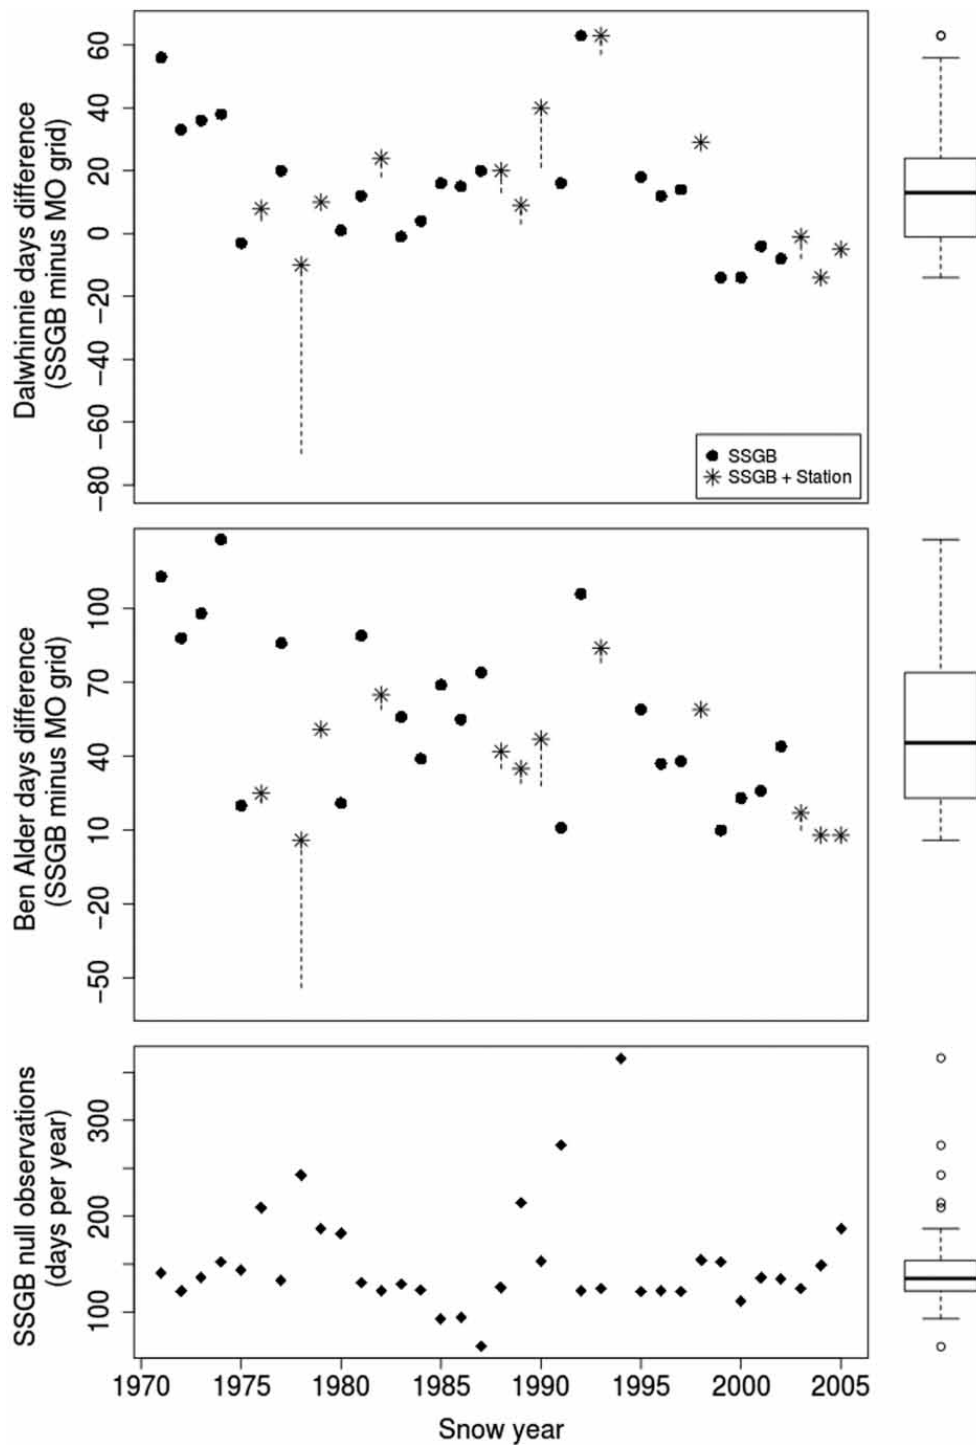 Dalwhinnie days difference
(SSGB minus MO grid)
60
40
20
0
−20
−40
−60
−80
SSGB
SSGB + Station
Ben Alder days difference
(SSGB minus MO grid)
100
70
40
10
−20
−50
SSGB null observations
(days per year)
300
200
100
1970 1975 1980 1985 1990 1995 2000 2005
Snow year